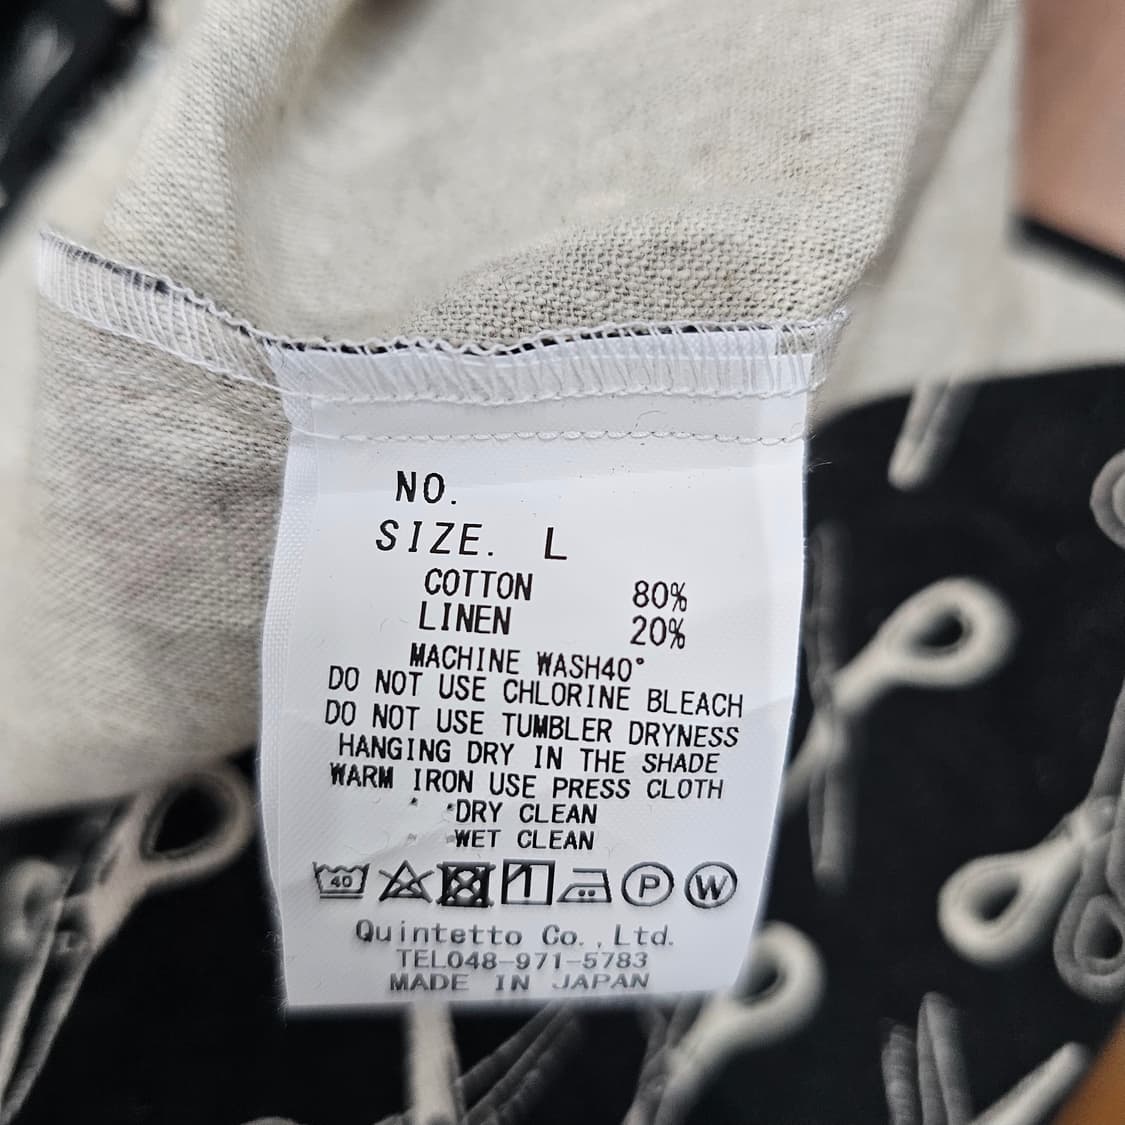 NO.
SIZE. L
COTTON 80%
LINEN 20%
MACHINE WASH40°
DO NOT USE CHLORINE BLEACH
DO NOT USE TUMBLER DRYNESS
HANGING DRY IN THE SHADE
WARM IRON USE PRESS CLOTH
DRY CLEAN
WET CLEAN
40 P W
Quintetto Co.,Ltd.
TEL048-971-5783
MADE IN JAPAN